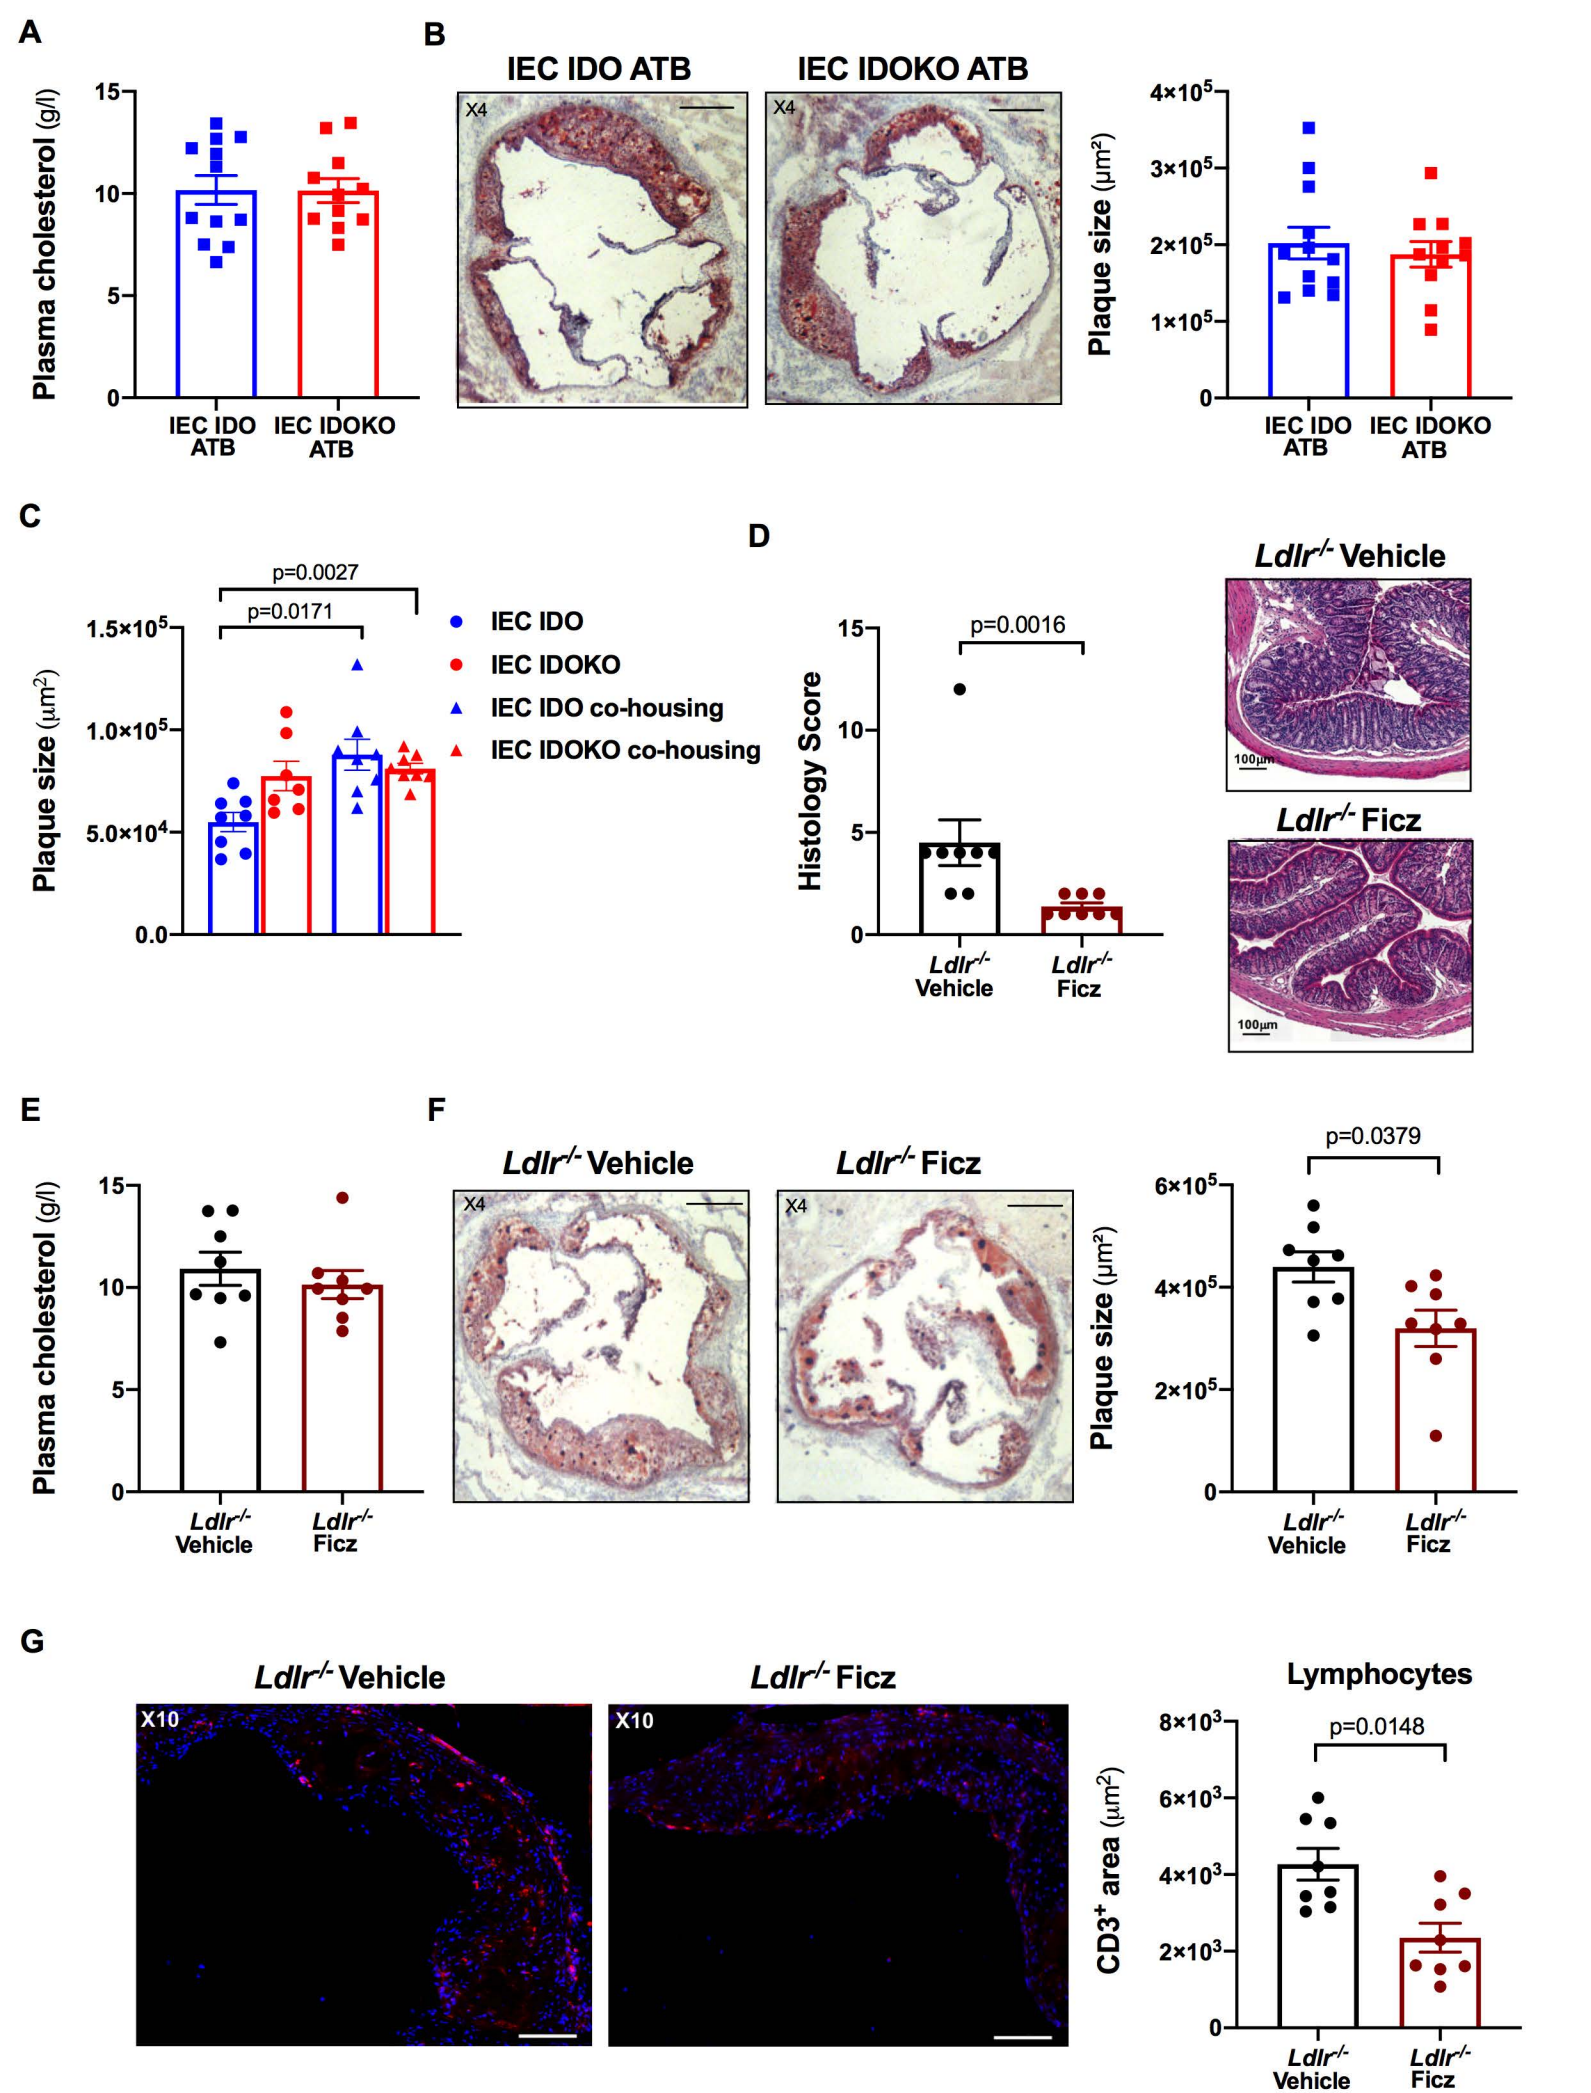 A
Plasma cholesterol (g/l)
15
10
5
0
IEC IDO ATB
IEC IDOKO ATB
B
IEC IDO ATB
IEC IDOKO ATB
X4
X4
Plaque size (µm²)
4×10⁵
3×10⁵
2×10⁵
1×10⁵
0
IEC IDO ATB
IEC IDOKO ATB
C
Plaque size (µm²)
p=0.0027
p=0.0171
1.5×10⁵
1.0×10⁵
5.0×10⁴
0.0
IEC IDO
IEC IDOKO
IEC IDO co-housing
IEC IDOKO co-housing
D
Histology Score
p=0.0016
15
10
5
0
Ldlr-/-
Vehicle
Ldlr-/-
Ficz
Ldlr-/- Vehicle
100µm
Ldlr-/- Ficz
100µm
E
Plasma cholesterol (g/l)
15
10
5
0
Ldlr-/-
Vehicle
Ldlr-/-
Ficz
F
Ldlr-/- Vehicle
Ldlr-/- Ficz
X4
X4
Plaque size (µm²)
p=0.0379
6×10⁵
4×10⁵
2×10⁵
0
Ldlr-/-
Vehicle
Ldlr-/-
Ficz
G
Ldlr-/- Vehicle
Ldlr-/- Ficz
X10
X10
Lymphocytes
CD3⁺ area (µm²)
p=0.0148
8×10³
6×10³
4×10³
2×10³
0
Ldlr-/-
Vehicle
Ldlr-/-
Ficz